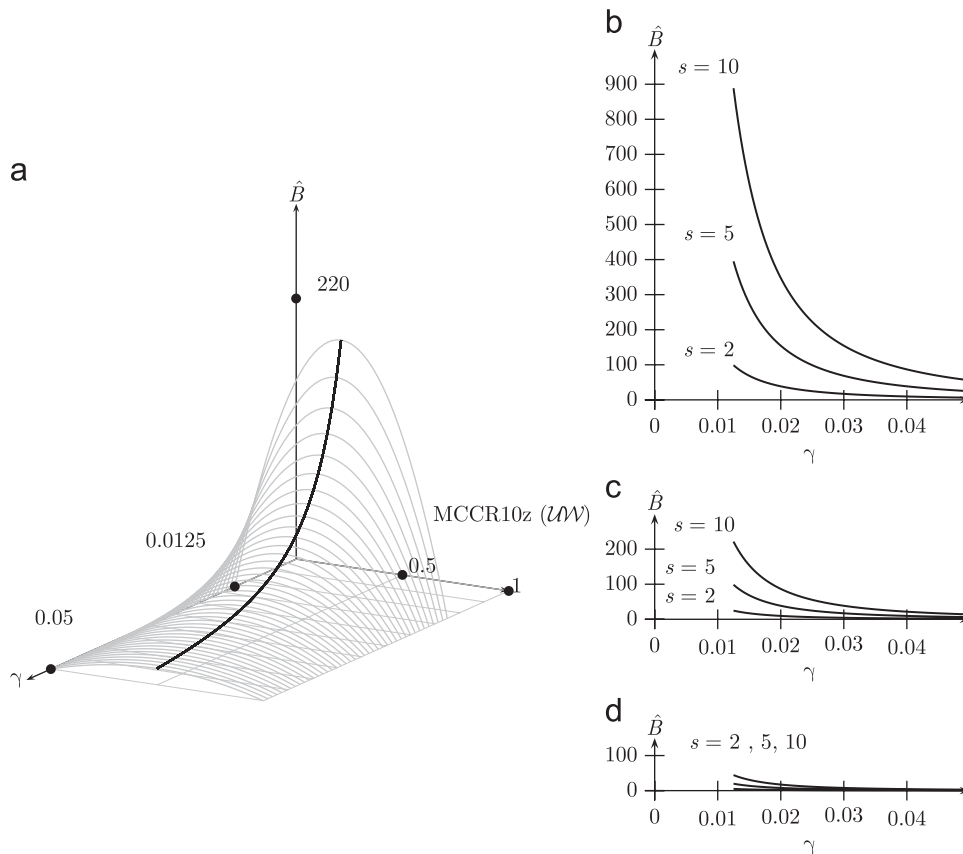 a
B̂
220
MCCR10z (𝒰𝒲)
0.0125
0.5
1
0.05
γ
b
B̂
s = 10
900
800
700
600
500
s = 5
400
300
200
s = 2
100
0
0 0.01 0.02 0.03 0.04
γ
c
B̂
s = 10
200
s = 5
100
s = 2
0
0 0.01 0.02 0.03 0.04
γ
d
B̂
s = 2 , 5, 10
100
0
0 0.01 0.02 0.03 0.04
γ